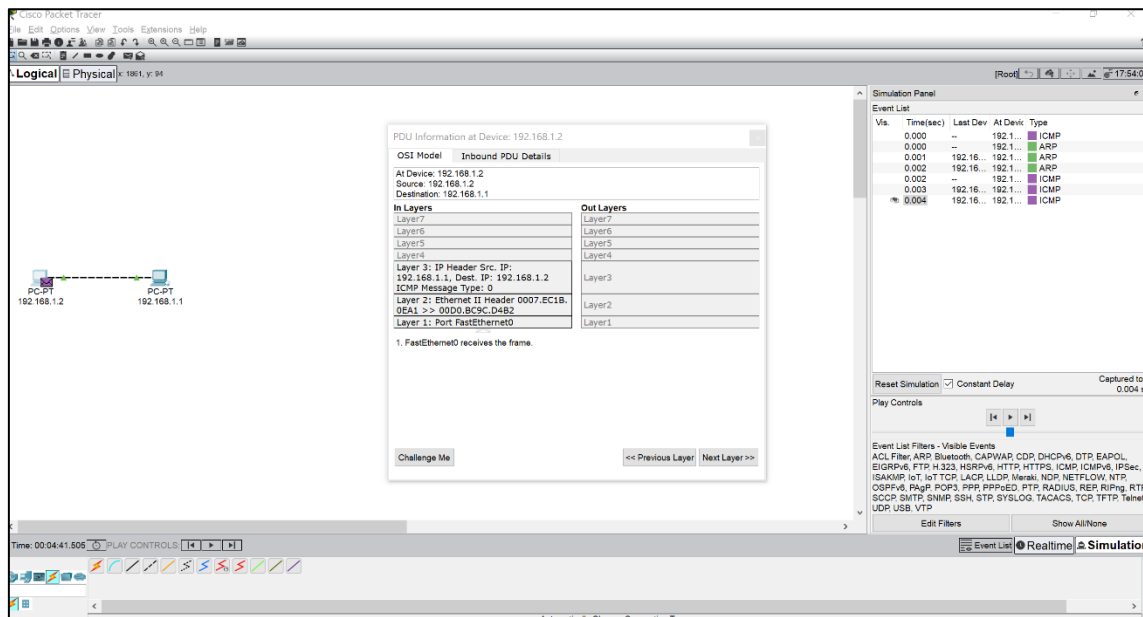 Cisco Packet Tracer
File Edit Options View Tools Extensions Help
Logical Physical x: 1861, y: 94
[Root] 17:54:0
PC-PT
192.168.1.2
PC-PT
192.168.1.1
PDU Information at Device: 192.168.1.2
OSI Model Inbound PDU Details
At Device: 192.168.1.2
Source: 192.168.1.2
Destination: 192.168.1.1
In Layers Out Layers
Layer7 Layer7
Layer6 Layer6
Layer5 Layer5
Layer4 Layer4
Layer 3: IP Header Src. IP:
192.168.1.1, Dest. IP: 192.168.1.2
ICMP Message Type: 0
Layer3
Layer 2: Ethernet II Header 0007.EC1B.
0EA1 >> 00D0.BC9C.D4B2
Layer2
Layer 1: Port FastEthernet0 Layer1
1. FastEthernet0 receives the frame.
Challenge Me << Previous Layer Next Layer >>
Simulation Panel
Event List
Vis. Time(sec) Last Dev At Devic Type
0.000 -- 192.1... ICMP
0.000 -- 192.1... ARP
0.001 192.16... 192.1... ARP
0.002 192.16... 192.1... ARP
0.002 -- 192.1... ICMP
0.003 192.16... 192.1... ICMP
0.004 192.16... 192.1... ICMP
Reset Simulation Constant Delay Captured to
0.004 s
Play Controls
Event List Filters - Visible Events
ACL Filter, ARP, Bluetooth, CAPWAP, CDP, DHCPv6, DTP, EAPOL,
EIGRPv6, FTP, H.323, HSRPv6, HTTP, HTTPS, ICMP, ICMPv6, IPSec,
ISAKMP, IoT, IoT TCP, LACP, LLDP, Meraki, NDP, NETFLOW, NTP,
OSPFv6, PAgP, POP3, PPP, PPPoED, PTP, RADIUS, REP, RIPng, RTP
SCCP, SMTP, SNMP, SSH, STP, SYSLOG, TACACS, TCP, TFTP, Telnet
UDP, USB, VTP
Edit Filters Show All/None
Time: 00:04:41.505 PLAY CONTROLS:
Event List Realtime Simulation